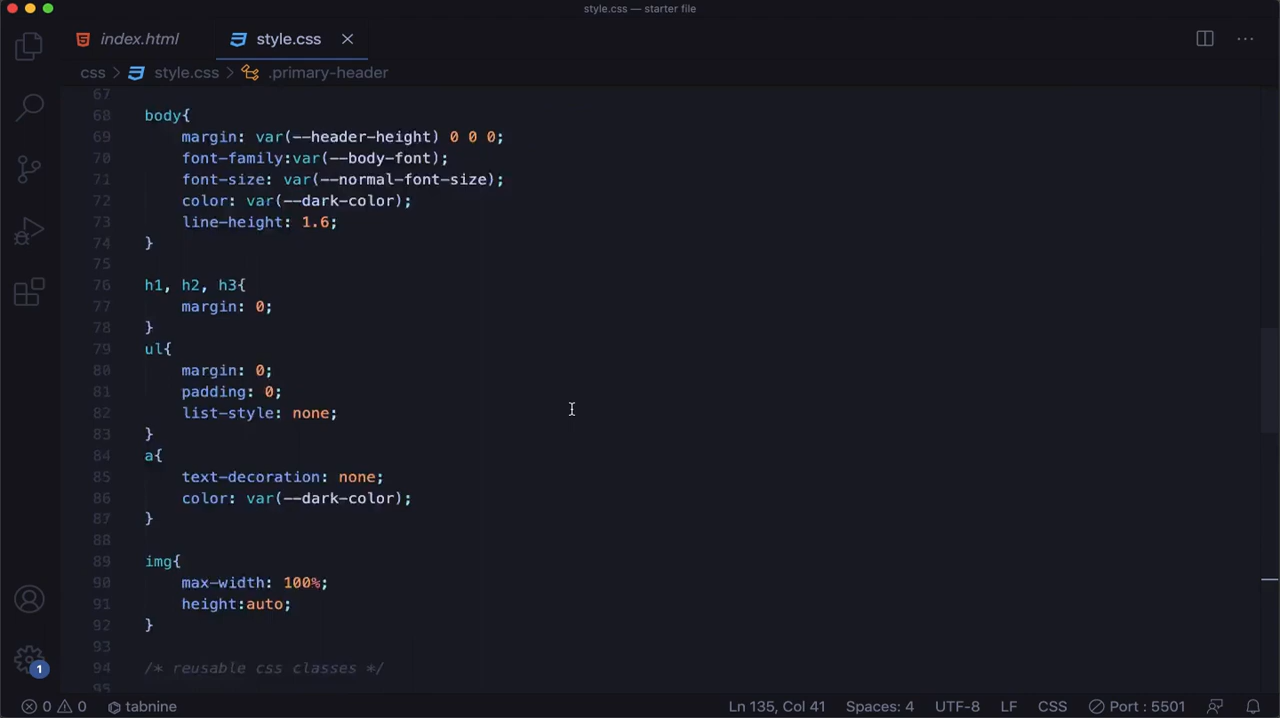 style.css — starter file
index.html
style.css
css > style.css > .primary-header
67
68 body{
69 margin: var(--header-height) 0 0 0;
70 font-family:var(--body-font);
71 font-size: var(--normal-font-size);
72 color: var(--dark-color);
73 line-height: 1.6;
74 }
75
76 h1, h2, h3{
77 margin: 0;
78 }
79 ul{
80 margin: 0;
81 padding: 0;
82 list-style: none;
83 }
84 a{
85 text-decoration: none;
86 color: var(--dark-color);
87 }
88
89 img{
90 max-width: 100%;
91 height:auto;
92 }
93
94 /* reusable css classes */
95
1
0 0 tabnine Ln 135, Col 41 Spaces: 4 UTF-8 LF CSS Port : 5501